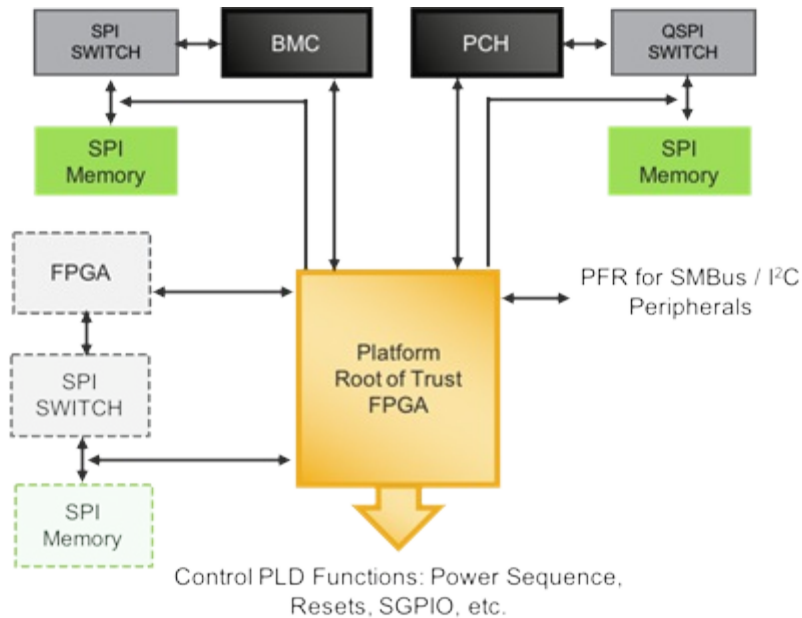 SPI
SWITCH
BMC
PCH
QSPI
SWITCH
SPI
Memory
SPI
Memory
FPGA
PFR for SMBus / I²C
Peripherals
Platform
Root of Trust
FPGA
SPI
SWITCH
SPI
Memory
Control PLD Functions: Power Sequence,
Resets, SGPIO, etc.